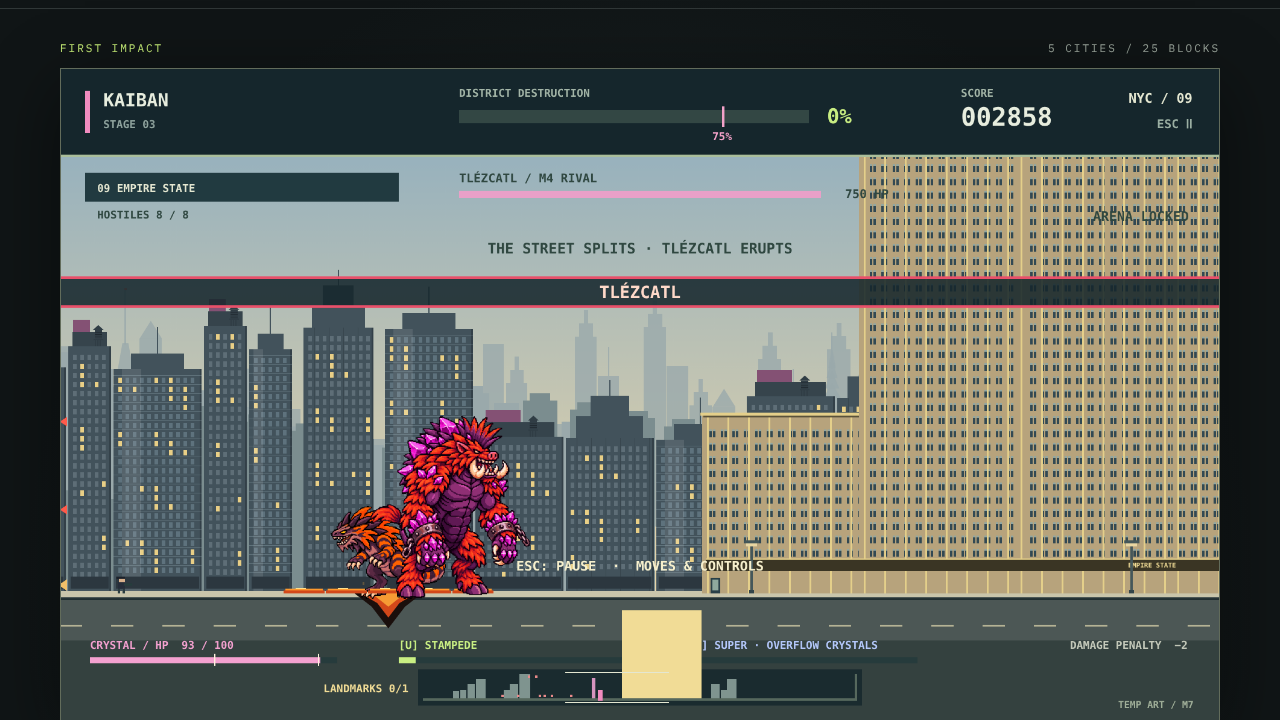 FIRST IMPACT
5 CITIES / 25 BLOCKS
KAIBAN
STAGE 03
DISTRICT DESTRUCTION
0%
75%
SCORE
002858
NYC / 09
ESC II
09 EMPIRE STATE
HOSTILES 8 / 8
TLÉZCATL / M4 RIVAL
750 HP
ARENA LOCKED
THE STREET SPLITS · TLÉZCATL ERUPTS
TLÉZCATL
ESC: PAUSE · MOVES & CONTROLS
EMPIRE STATE
CRYSTAL / HP 93 / 100
[U] STAMPEDE
] SUPER · OVERFLOW CRYSTALS
DAMAGE PENALTY −2
LANDMARKS 0/1
TEMP ART / M7